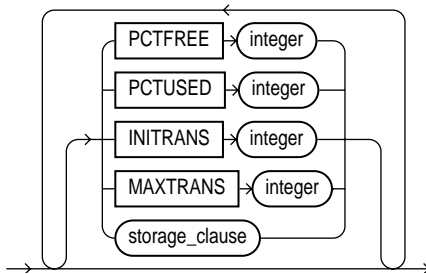 PCTFREE integer
PCTUSED integer
INITRANS integer
MAXTRANS integer
storage_clause